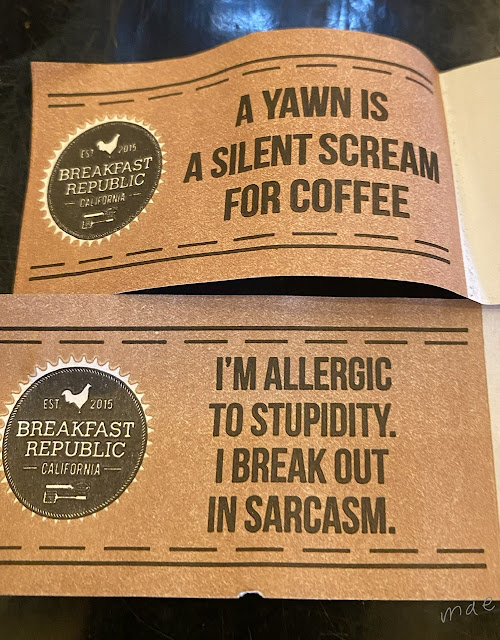 A YAWN IS
A SILENT SCREAM
FOR COFFEE
EST. 2015
BREAKFAST
REPUBLIC
CALIFORNIA
I'M ALLERGIC
TO STUPIDITY.
I BREAK OUT
IN SARCASM.
EST. 2015
BREAKFAST
REPUBLIC
CALIFORNIA
mae